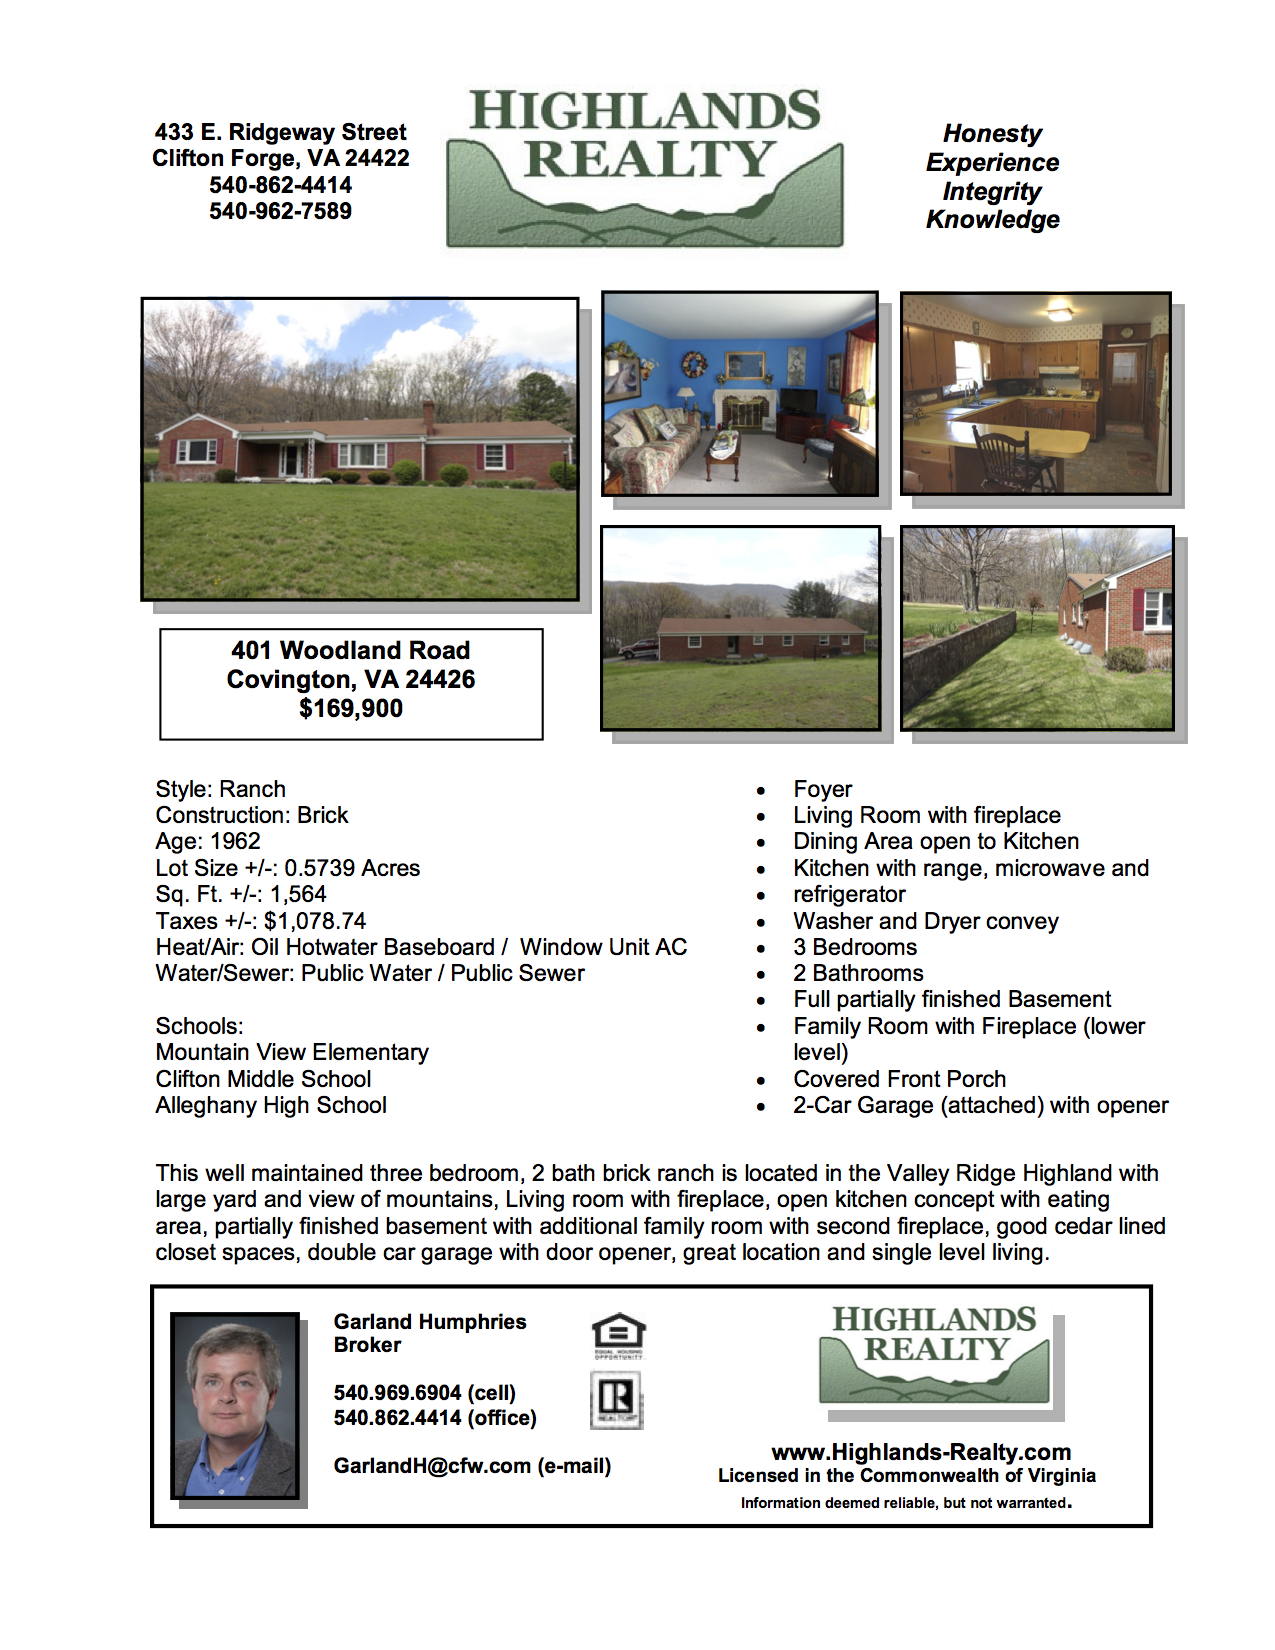 433 E. Ridgeway Street
Clifton Forge, VA 24422
540-862-4414
540-962-7589
HIGHLANDS
REALTY
Honesty
Experience
Integrity
Knowledge
401 Woodland Road
Covington, VA 24426
$169,900
Style: Ranch
Construction: Brick
Age: 1962
Lot Size +/-: 0.5739 Acres
Sq. Ft. +/-: 1,564
Taxes +/-: $1,078.74
Heat/Air: Oil Hotwater Baseboard / Window Unit AC
Water/Sewer: Public Water / Public Sewer
Schools:
Mountain View Elementary
Clifton Middle School
Alleghany High School
• Foyer
• Living Room with fireplace
• Dining Area open to Kitchen
• Kitchen with range, microwave and
• refrigerator
• Washer and Dryer convey
• 3 Bedrooms
• 2 Bathrooms
• Full partially finished Basement
• Family Room with Fireplace (lower
level)
• Covered Front Porch
• 2-Car Garage (attached) with opener
This well maintained three bedroom, 2 bath brick ranch is located in the Valley Ridge Highland with
large yard and view of mountains, Living room with fireplace, open kitchen concept with eating
area, partially finished basement with additional family room with second fireplace, good cedar lined
closet spaces, double car garage with door opener, great location and single level living.
Garland Humphries
Broker
540.969.6904 (cell)
540.862.4414 (office)
GarlandH@cfw.com (e-mail)
EQUAL HOUSING
OPPORTUNITY
R
REALTOR
HIGHLANDS
REALTY
www.Highlands-Realty.com
Licensed in the Commonwealth of Virginia
Information deemed reliable, but not warranted.